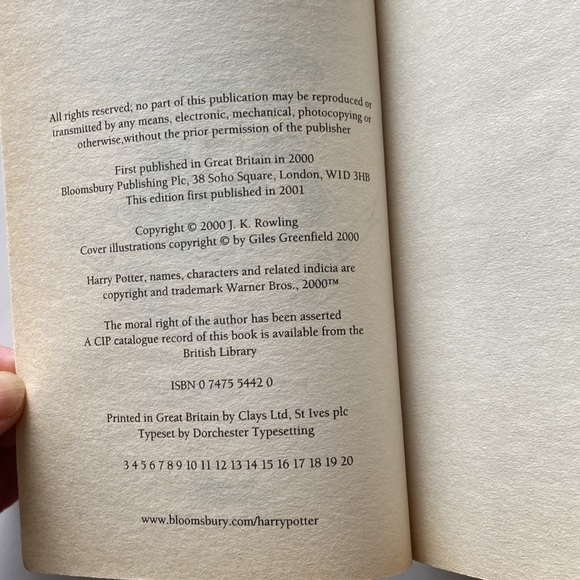 All rights reserved; no part of this publication may be reproduced or
transmitted by any means, electronic, mechanical, photocopying or
otherwise,without the prior permission of the publisher
First published in Great Britain in 2000
Bloomsbury Publishing Plc, 38 Soho Square, London, W1D 3HB
This edition first published in 2001
Copyright © 2000 J. K. Rowling
Cover illustrations copyright © by Giles Greenfield 2000
Harry Potter, names, characters and related indicia are
copyright and trademark Warner Bros., 2000™
The moral right of the author has been asserted
A CIP catalogue record of this book is available from the
British Library
ISBN 0 7475 5442 0
Printed in Great Britain by Clays Ltd, St Ives plc
Typeset by Dorchester Typesetting
3 4 5 6 7 8 9 10 11 12 13 14 15 16 17 18 19 20
www.bloomsbury.com/harrypotter